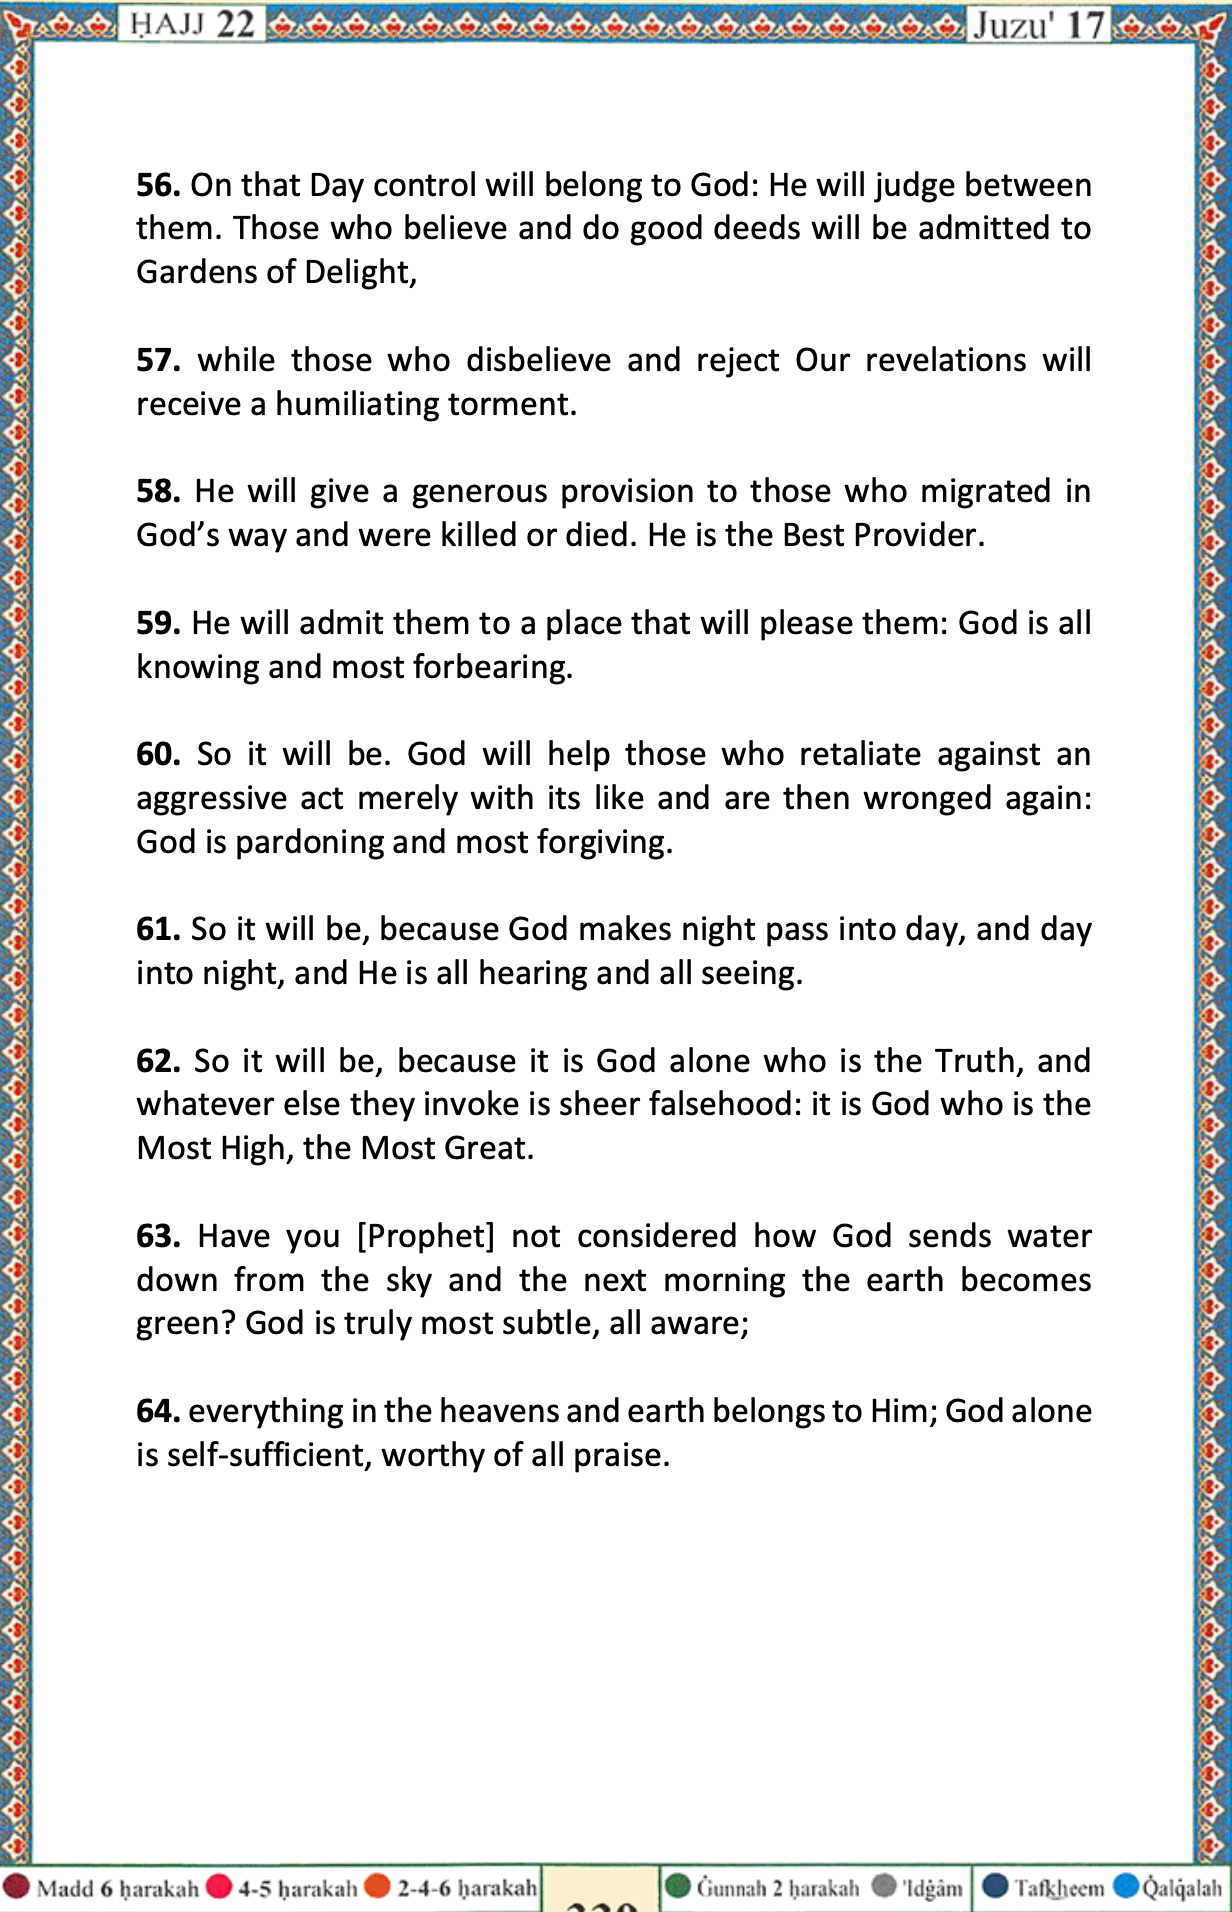 ḤAJJ 22
Juzu' 17
56. On that Day control will belong to God: He will judge between
them. Those who believe and do good deeds will be admitted to
Gardens of Delight,
57. while those who disbelieve and reject Our revelations will
receive a humiliating torment.
58. He will give a generous provision to those who migrated in
God’s way and were killed or died. He is the Best Provider.
59. He will admit them to a place that will please them: God is all
knowing and most forbearing.
60. So it will be. God will help those who retaliate against an
aggressive act merely with its like and are then wronged again:
God is pardoning and most forgiving.
61. So it will be, because God makes night pass into day, and day
into night, and He is all hearing and all seeing.
62. So it will be, because it is God alone who is the Truth, and
whatever else they invoke is sheer falsehood: it is God who is the
Most High, the Most Great.
63. Have you [Prophet] not considered how God sends water
down from the sky and the next morning the earth becomes
green? God is truly most subtle, all aware;
64. everything in the heavens and earth belongs to Him; God alone
is self-sufficient, worthy of all praise.
Madd 6 ḥarakah 4-5 ḥarakah 2-4-6 ḥarakah
Ġunnah 2 ḥarakah 'Idġâm Tafkheem Q̇alq̇alah